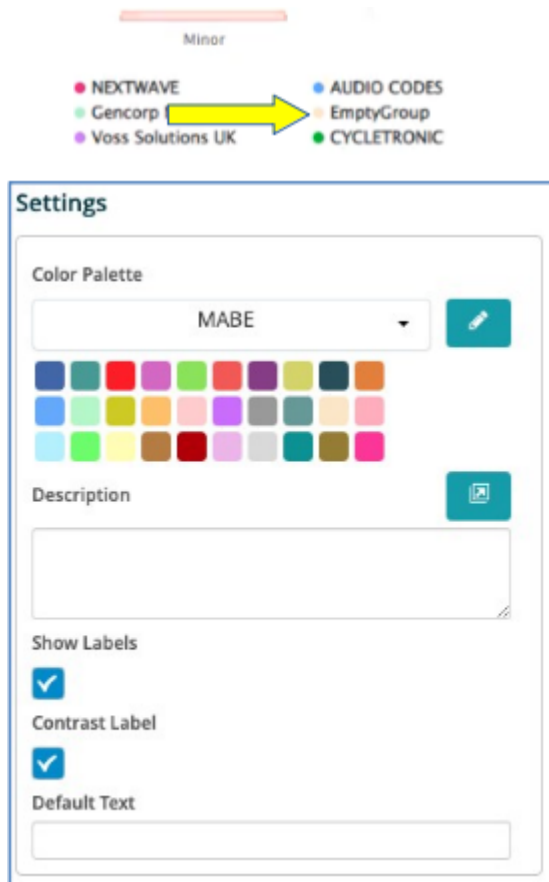 Minor
NEXTWAVE
AUDIO CODES
Gencorp
EmptyGroup
Voss Solutions UK
CYCLETRONIC
Settings
Color Palette
MABE
Description
Show Labels
Contrast Label
Default Text